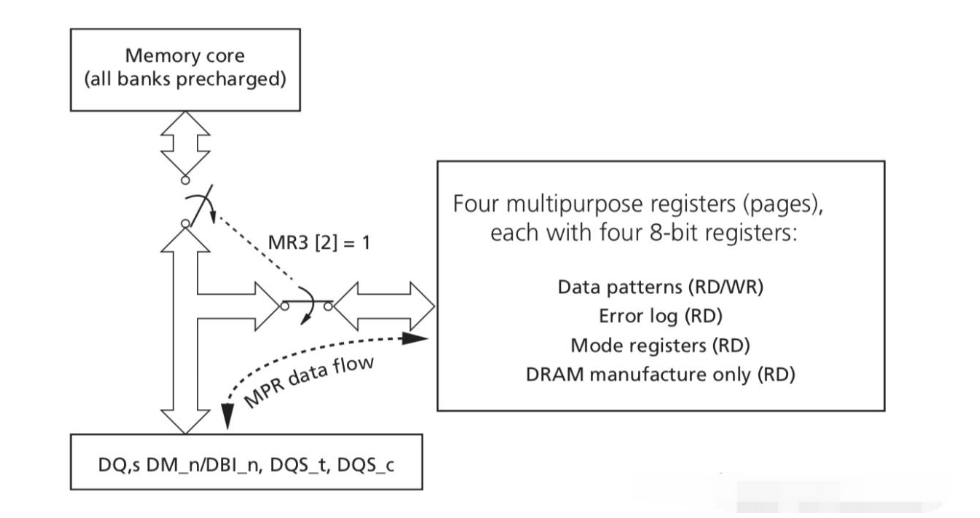 Memory core
(all banks precharged)
MR3 [2] = 1
Four multipurpose registers (pages),
each with four 8-bit registers:
Data patterns (RD/WR)
Error log (RD)
Mode registers (RD)
DRAM manufacture only (RD)
MPR data flow
DQ,s DM_n/DBI_n, DQS_t, DQS_c